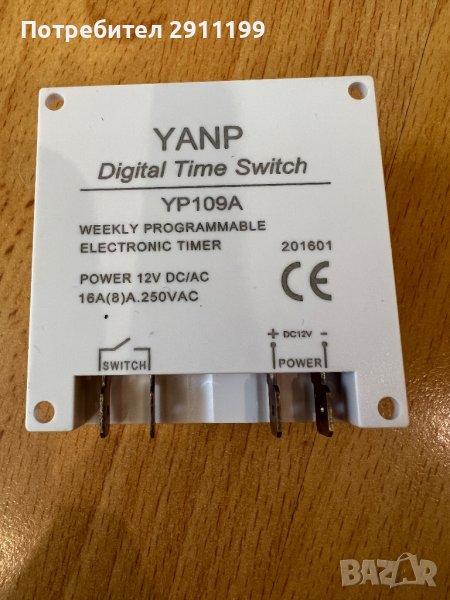 Потребител 2911199
YANP
Digital Time Switch
YP109A
WEEKLY PROGRAMMABLE
ELECTRONIC TIMER 201601
POWER 12V DC/AC
16A(8)A.250VAC
CE
+ DC12V -
SWITCH POWER
BAZAR